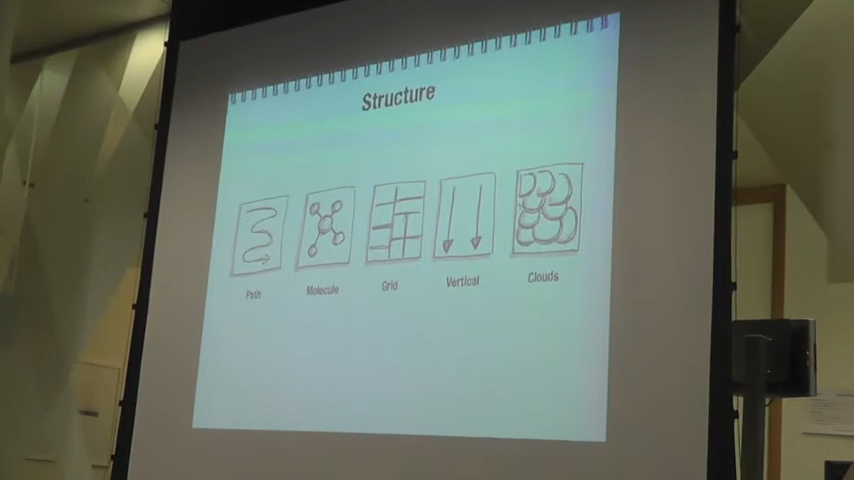 Structure
Path
Molecule
Grid
Vertical
Clouds